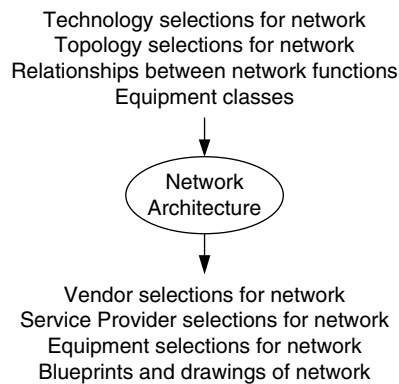 Technology selections for network
Topology selections for network
Relationships between network functions
Equipment classes
Network
Architecture
Vendor selections for network
Service Provider selections for network
Equipment selections for network
Blueprints and drawings of network